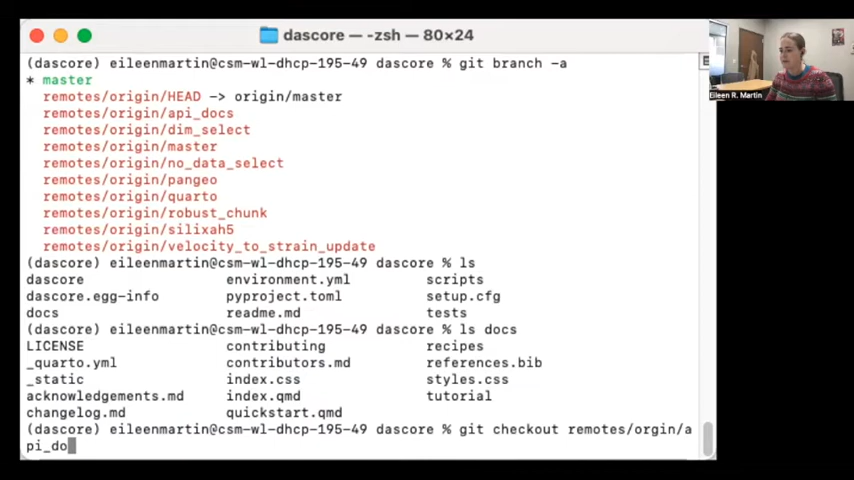 dascore — -zsh — 80×24
(dascore) eileenmartin@csm-wl-dhcp-195-49 dascore % git branch -a
* master
remotes/origin/HEAD -> origin/master
remotes/origin/api_docs
remotes/origin/dim_select
remotes/origin/master
remotes/origin/no_data_select
remotes/origin/pangeo
remotes/origin/quarto
remotes/origin/robust_chunk
remotes/origin/silixah5
remotes/origin/velocity_to_strain_update
(dascore) eileenmartin@csm-wl-dhcp-195-49 dascore % ls
dascore environment.yml scripts
dascore.egg-info pyproject.toml setup.cfg
docs readme.md tests
(dascore) eileenmartin@csm-wl-dhcp-195-49 dascore % ls docs
LICENSE contributing recipes
_quarto.yml contributors.md references.bib
_static index.css styles.css
acknowledgements.md index.qmd tutorial
changelog.md quickstart.qmd
(dascore) eileenmartin@csm-wl-dhcp-195-49 dascore % git checkout remotes/orgin/a
pi_do
Eileen R. Martin